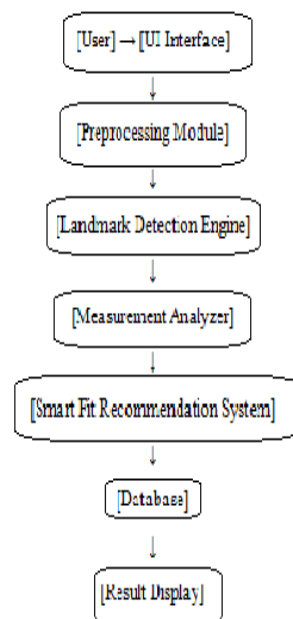 [User] → [UI Interface]
[Preprocessing Module]
[Landmark Detection Engine]
[Measurement Analyzer]
[Smart Fit Recommendation System]
[Database]
[Result Display]